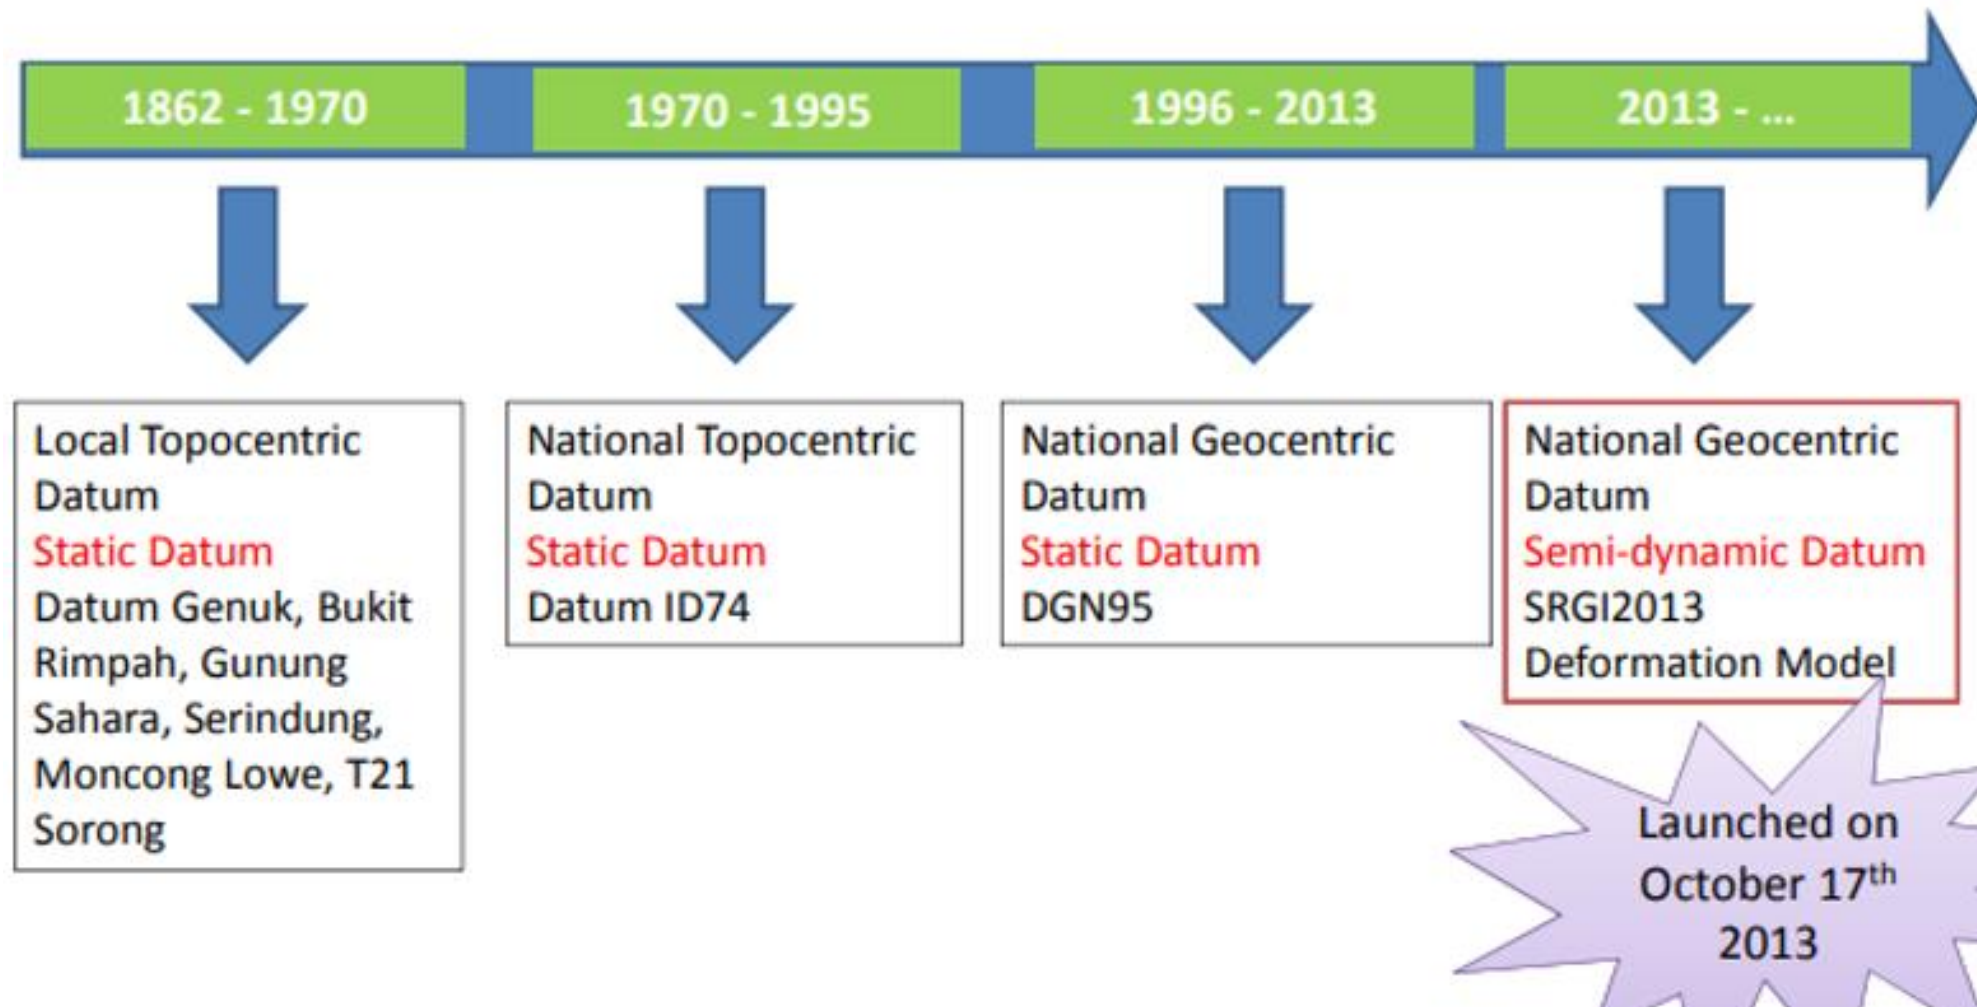 1862 - 1970
1970 - 1995
1996 - 2013
2013 - ...
Local Topocentric
Datum
Static Datum
Datum Genuk, Bukit
Rimpah, Gunung
Sahara, Serindung,
Moncong Lowe, T21
Sorong
National Topocentric
Datum
Static Datum
Datum ID74
National Geocentric
Datum
Static Datum
DGN95
National Geocentric
Datum
Semi-dynamic Datum
SRGI2013
Deformation Model
Launched on
October 17th
2013